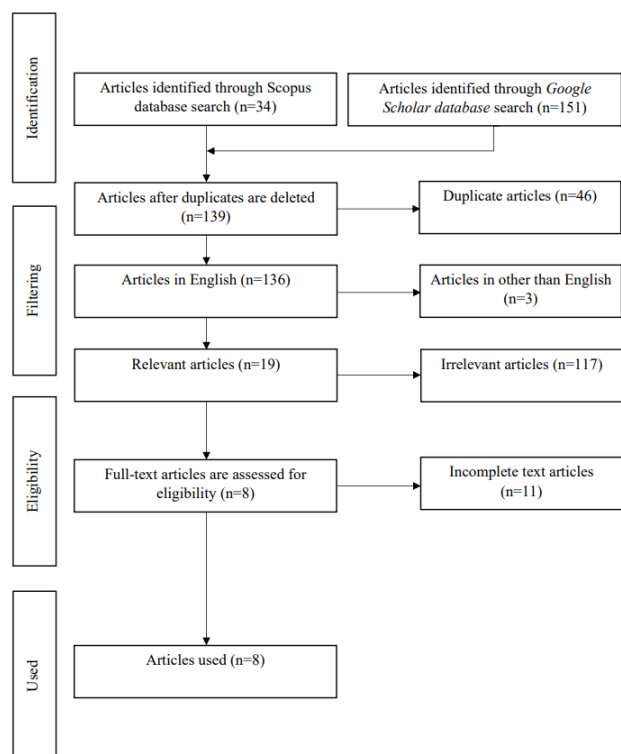 Identification
Articles identified through Scopus
database search (n=34)
Articles identified through Google
Scholar database search (n=151)
Articles after duplicates are deleted
(n=139)
Duplicate articles (n=46)
Filtering
Articles in English (n=136)
Articles in other than English
(n=3)
Relevant articles (n=19)
Irrelevant articles (n=117)
Eligibility
Full-text articles are assessed for
eligibility (n=8)
Incomplete text articles
(n=11)
Used
Articles used (n=8)